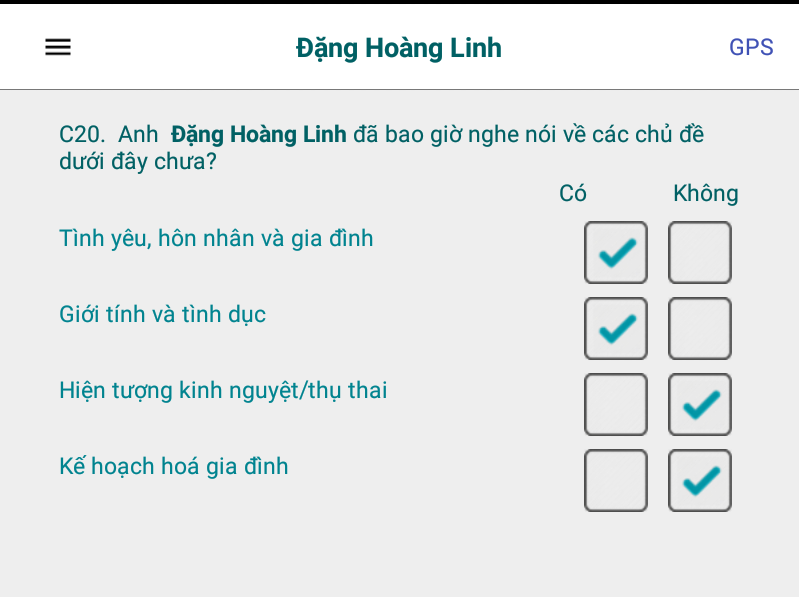 Đặng Hoàng Linh
GPS
C20. Anh Đặng Hoàng Linh đã bao giờ nghe nói về các chủ đề
dưới đây chưa?
Có Không
Tình yêu, hôn nhân và gia đình
Giới tính và tình dục
Hiện tượng kinh nguyệt/thụ thai
Kế hoạch hoá gia đình